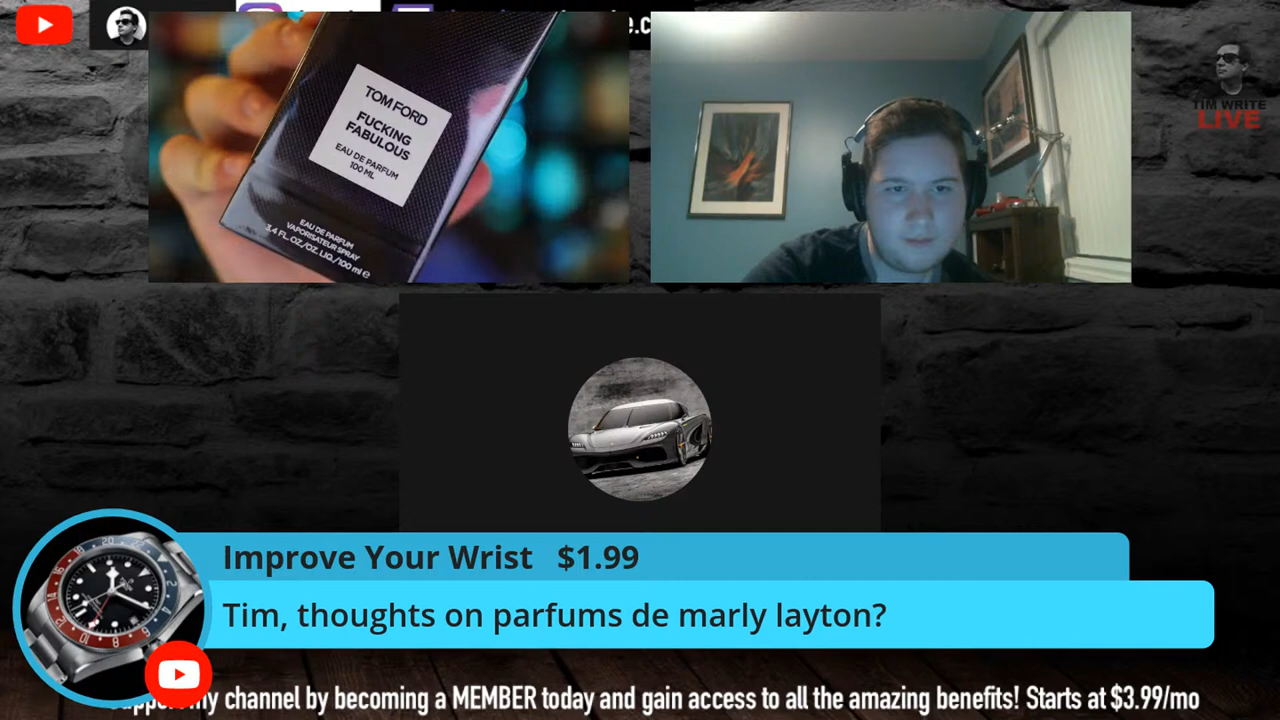 TIM WRITE
LIVE
TOM FORD
FUCKING
FABULOUS
EAU DE PARFUM
100 ML
EAU DE PARFUM
VAPORISATEUR SPRAY
3.4 FL. OZ/OZ. LIQ./100 ml e
Improve Your Wrist $1.99
Tim, thoughts on parfums de marly layton?
my channel by becoming a MEMBER today and gain access to all the amazing benefits! Starts at $3.99/mo